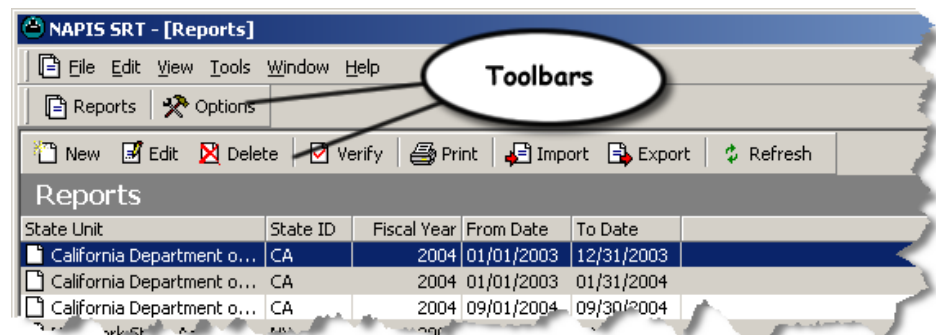 NAPIS SRT - [Reports]
File Edit View Tools Window Help
Toolbars
Reports Options
New Edit Delete Verify Print Import Export Refresh
Reports
State Unit State ID Fiscal Year From Date To Date
California Department o... CA 2004 01/01/2003 12/31/2003
California Department o... CA 2004 01/01/2003 01/31/2004
California Department o... CA 2004 09/01/2004 09/30/2004